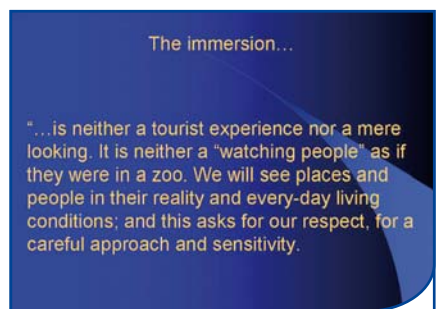 The immersion…
“…is neither a tourist experience nor a mere
looking. It is neither a “watching people” as if
they were in a zoo. We will see places and
people in their reality and every-day living
conditions; and this asks for our respect, for a
careful approach and sensitivity.